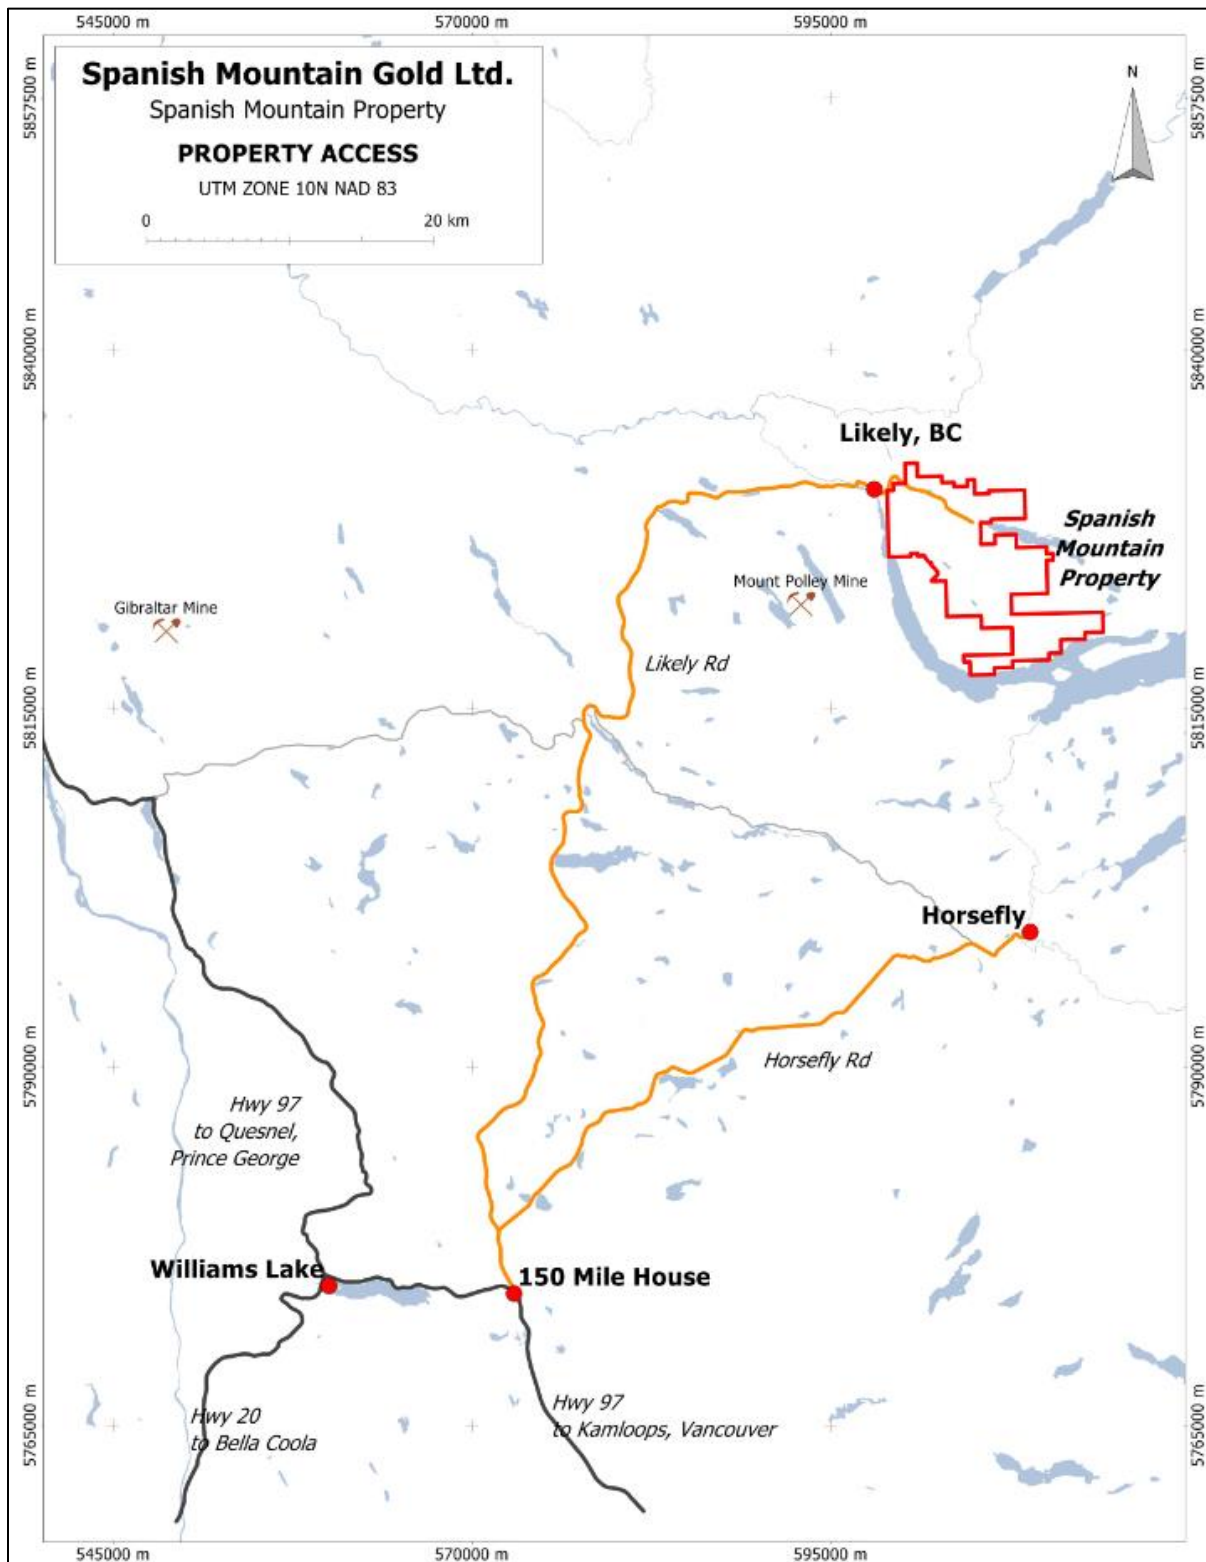 545000 m
570000 m
595000 m
Spanish Mountain Gold Ltd.
Spanish Mountain Property
PROPERTY ACCESS
UTM ZONE 10N NAD 83
0
20 km
N
5857500 m
5857500 m
5840000 m
5840000 m
Likely, BC
Spanish
Mountain
Property
Mount Polley Mine
Gibraltar Mine
Likely Rd
5815000 m
5815000 m
Horsefly
Horsefly Rd
5790000 m
5790000 m
Hwy 97
to Quesnel,
Prince George
Williams Lake
150 Mile House
Hwy 20
to Bella Coola
Hwy 97
to Kamloops, Vancouver
5765000 m
5765000 m
545000 m
570000 m
595000 m